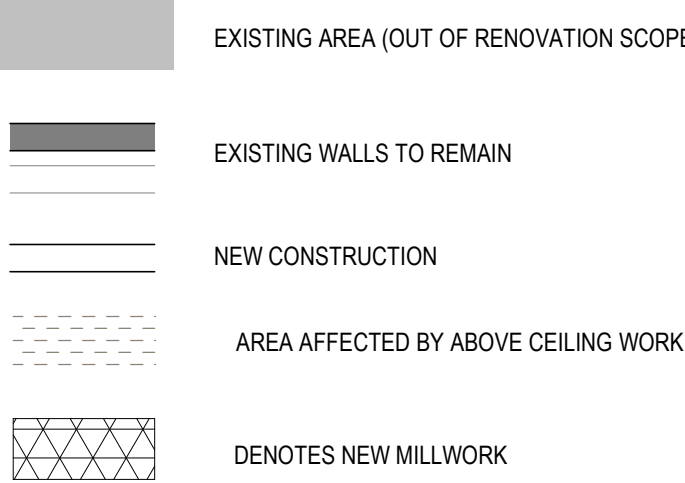 EXISTING AREA (OUT OF RENOVATION SCOPE
EXISTING WALLS TO REMAIN
NEW CONSTRUCTION
AREA AFFECTED BY ABOVE CEILING WORK
DENOTES NEW MILLWORK